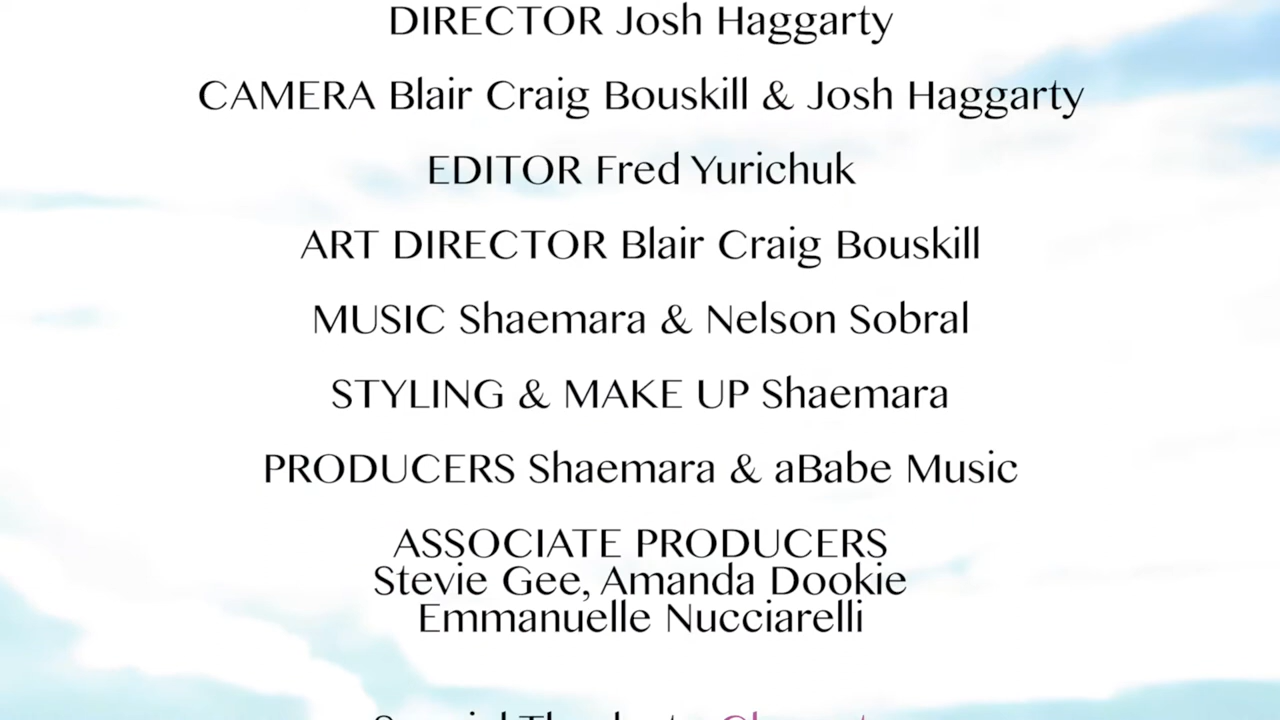 DIRECTOR Josh Haggarty
CAMERA Blair Craig Bouskill & Josh Haggarty
EDITOR Fred Yurichuk
ART DIRECTOR Blair Craig Bouskill
MUSIC Shaemara & Nelson Sobral
STYLING & MAKE UP Shaemara
PRODUCERS Shaemara & aBabe Music
ASSOCIATE PRODUCERS
Stevie Gee, Amanda Dookie
Emmanuelle Nucciarelli